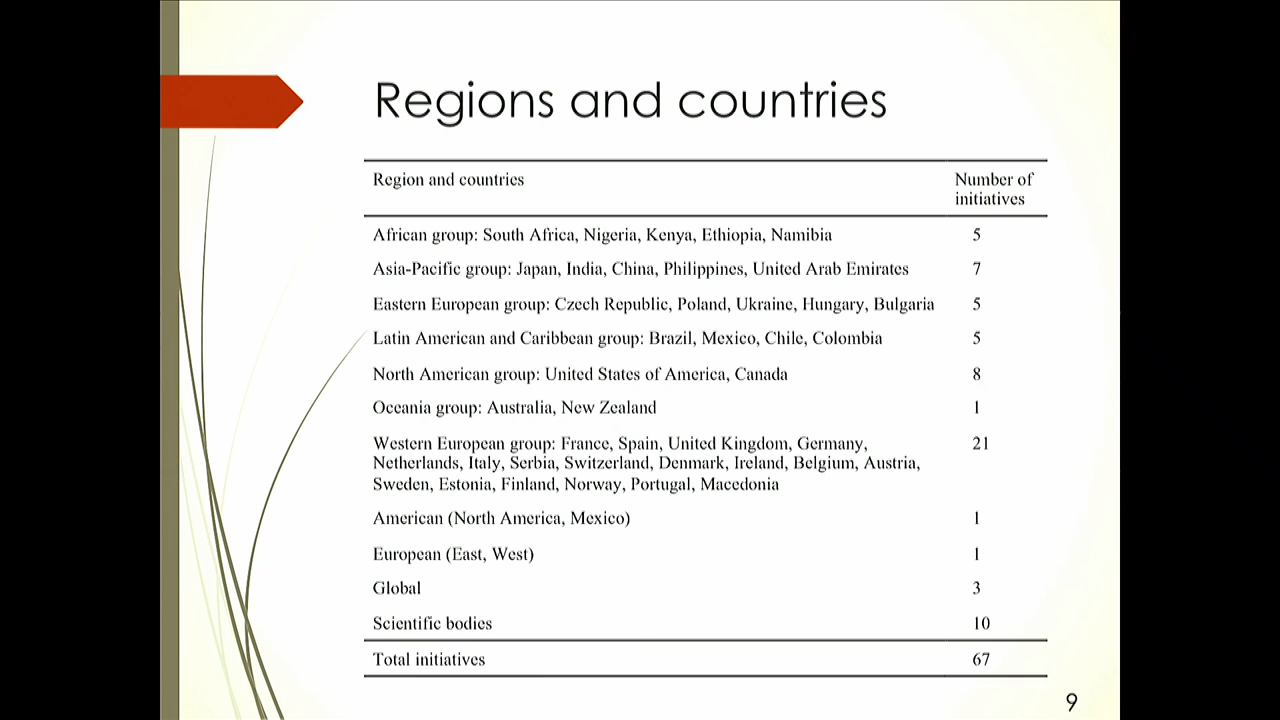 Regions and countries
Region and countries
Number of
initiatives
African group: South Africa, Nigeria, Kenya, Ethiopia, Namibia 5
Asia-Pacific group: Japan, India, China, Philippines, United Arab Emirates 7
Eastern European group: Czech Republic, Poland, Ukraine, Hungary, Bulgaria 5
Latin American and Caribbean group: Brazil, Mexico, Chile, Colombia 5
North American group: United States of America, Canada 8
Oceania group: Australia, New Zealand 1
Western European group: France, Spain, United Kingdom, Germany, 21
Netherlands, Italy, Serbia, Switzerland, Denmark, Ireland, Belgium, Austria,
Sweden, Estonia, Finland, Norway, Portugal, Macedonia
American (North America, Mexico) 1
European (East, West) 1
Global 3
Scientific bodies 10
Total initiatives 67
9